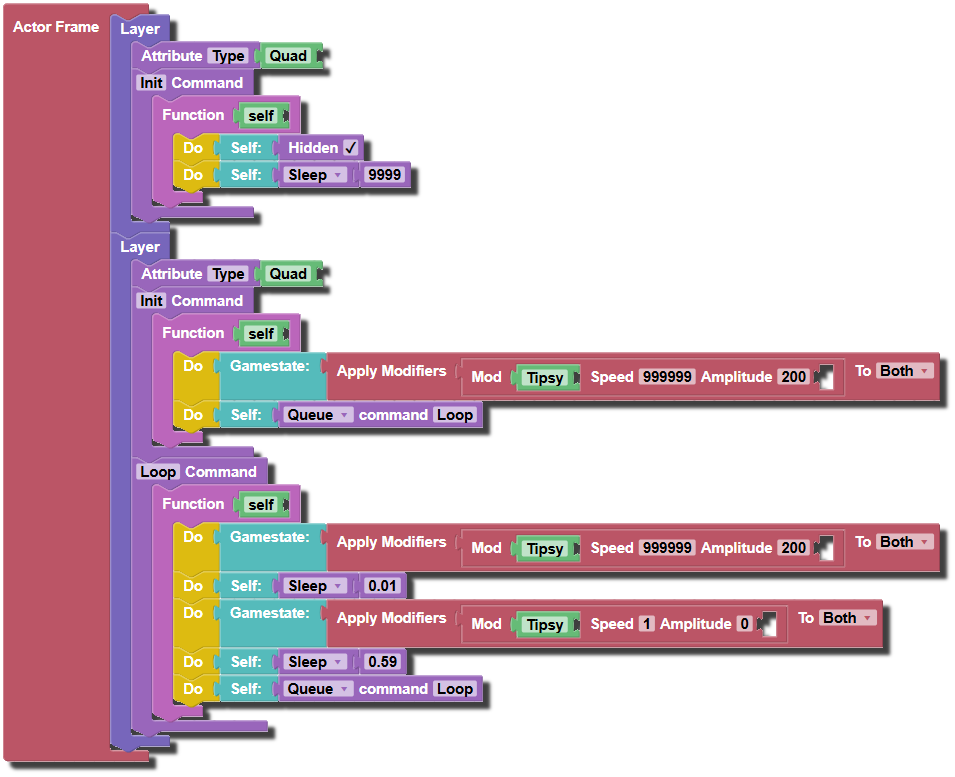 Actor Frame Layer
Attribute Type Quad
Init Command
Function self
Do Self: Hidden ✓
Do Self: Sleep 9999
Layer
Attribute Type Quad
Init Command
Function self
Do Gamestate: Apply Modifiers Mod Tipsy Speed 999999 Amplitude 200 To Both
Do Self: Queue command Loop
Loop Command
Function self
Do Gamestate: Apply Modifiers Mod Tipsy Speed 999999 Amplitude 200 To Both
Do Self: Sleep 0.01
Do Gamestate: Apply Modifiers Mod Tipsy Speed 1 Amplitude 0 To Both
Do Self: Sleep 0.59
Do Self: Queue command Loop